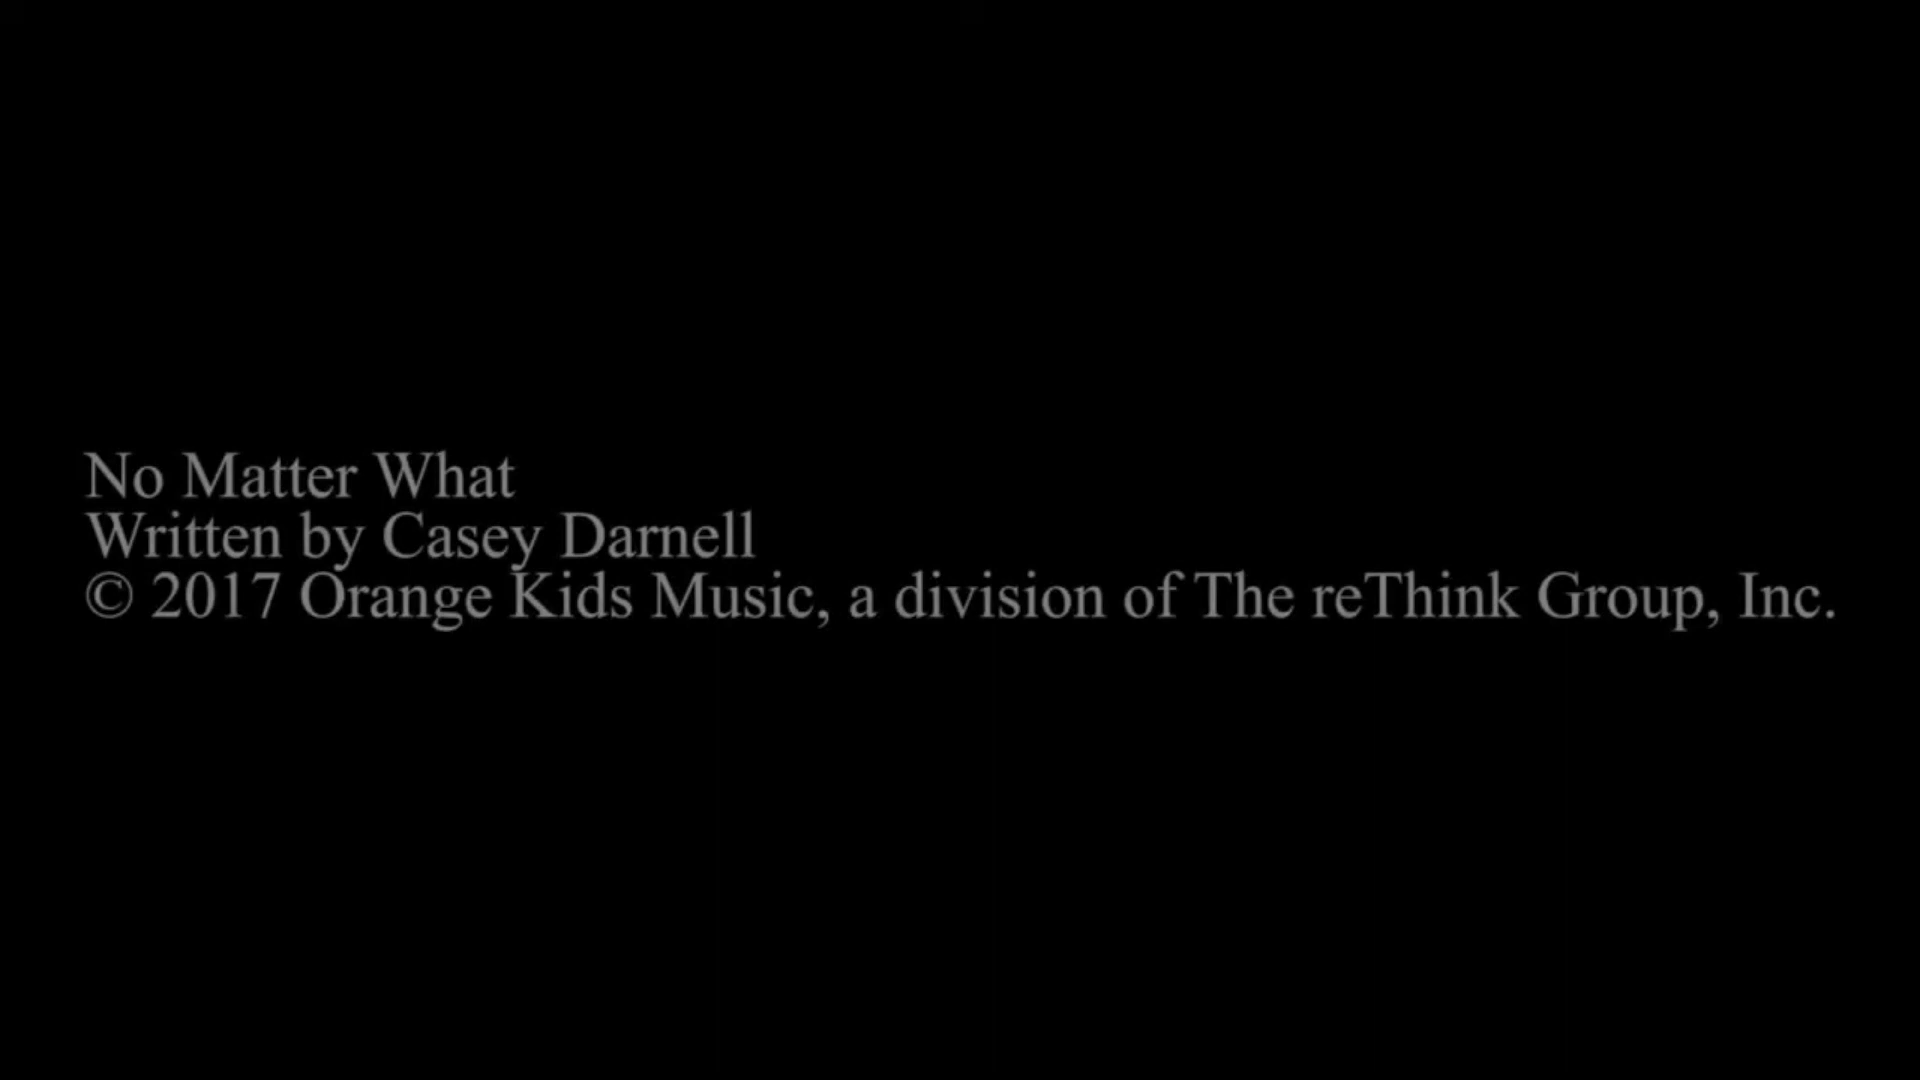 No Matter What
Written by Casey Darnell
© 2017 Orange Kids Music, a division of The reThink Group, Inc.